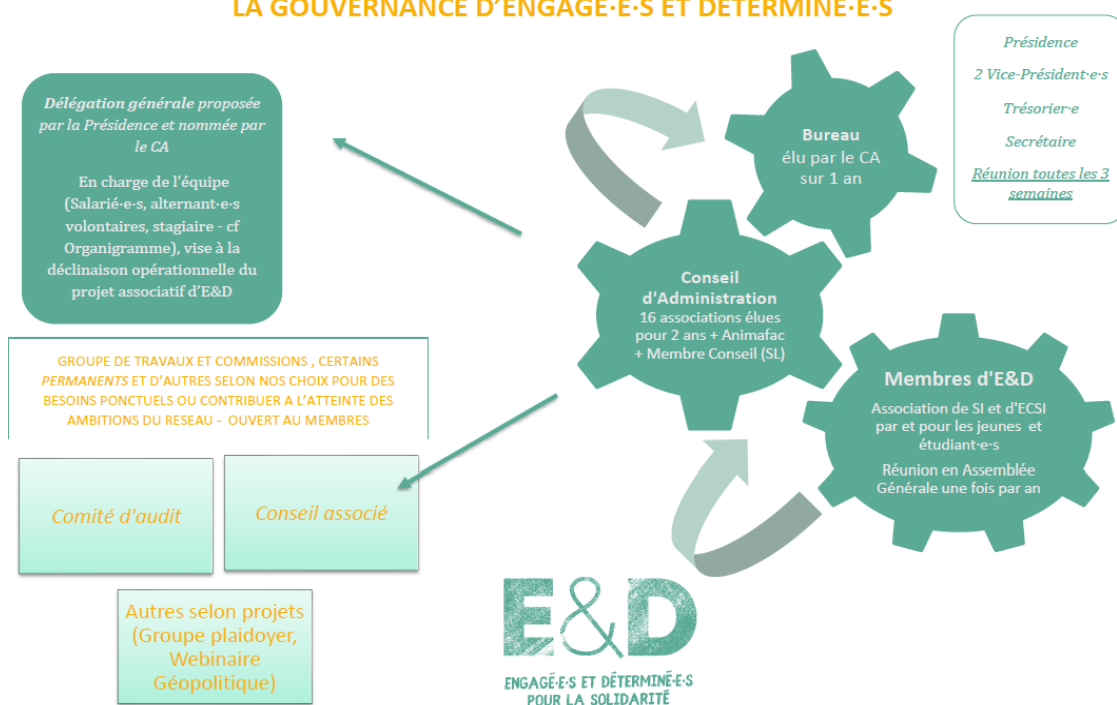 LA GOUVERNANCE D'ENGAGÉ·E·S ET DÉTERMINÉ·E·S
Délégation générale proposée
par la Présidence et nommée par
le CA
En charge de l'équipe
(Salarié·e·s, alternant·e·s
volontaires, stagiaire - cf
Organigramme), vise à la
déclinaison opérationnelle du
projet associatif d'E&D
Bureau
élu par le CA
sur 1 an
Présidence
2 Vice-Président·e·s
Trésorier·e
Secrétaire
Réunion toutes les 3
semaines
Conseil
d'Administration
16 associations élues
pour 2 ans + Animafac
+ Membre Conseil (SL)
Membres d'E&D
Association de SI et d'ECSI
par et pour les jeunes et
étudiant·e·s
Réunion en Assemblée
Générale une fois par an
GROUPE DE TRAVAUX ET COMMISSIONS , CERTAINS
PERMANENTS ET D'AUTRES SELON NOS CHOIX POUR DES
BESOINS PONCTUELS OU CONTRIBUER A L'ATTEINTE DES
AMBITIONS DU RESEAU - OUVERT AU MEMBRES
Comité d'audit
Conseil associé
Autres selon projets
(Groupe plaidoyer,
Webinaire
Géopolitique)
E&D
ENGAGÉ·E·S ET DÉTERMINÉ·E·S
POUR LA SOLIDARITÉ